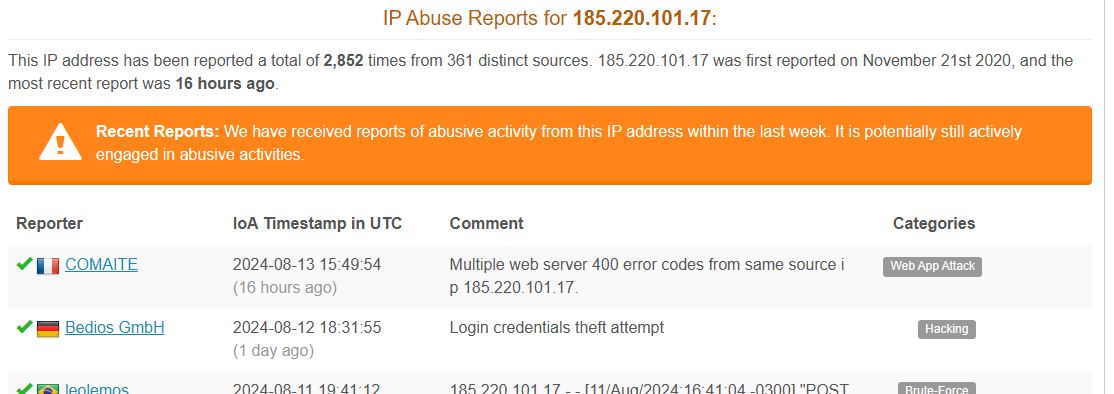 IP Abuse Reports for 185.220.101.17:
This IP address has been reported a total of 2,852 times from 361 distinct sources. 185.220.101.17 was first reported on November 21st 2020, and the
most recent report was 16 hours ago.
Recent Reports: We have received reports of abusive activity from this IP address within the last week. It is potentially still actively
engaged in abusive activities.
Reporter IoA Timestamp in UTC Comment Categories
COMAITE 2024-08-13 15:49:54 Multiple web server 400 error codes from same source i Web App Attack
(16 hours ago) p 185.220.101.17.
Bedios GmbH 2024-08-12 18:31:55 Login credentials theft attempt Hacking
(1 day ago)
leolemos 2024-08-11 19:41:12 185.220.101.17 - - [11/Aug/2024:16:41:04 -0300] "POST Brute-Force